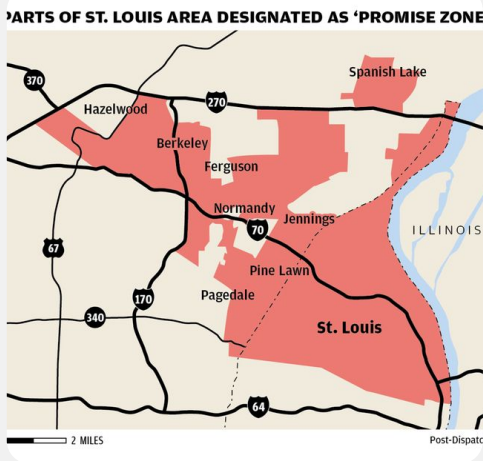 PARTS OF ST. LOUIS AREA DESIGNATED AS ‘PROMISE ZONE
370
Spanish Lake
Hazelwood
270
Berkeley
Ferguson
Normandy
Jennings
70
ILLINOIS
67
Pine Lawn
170
Pagedale
340
St. Louis
64
2 MILES
Post-Dispatc